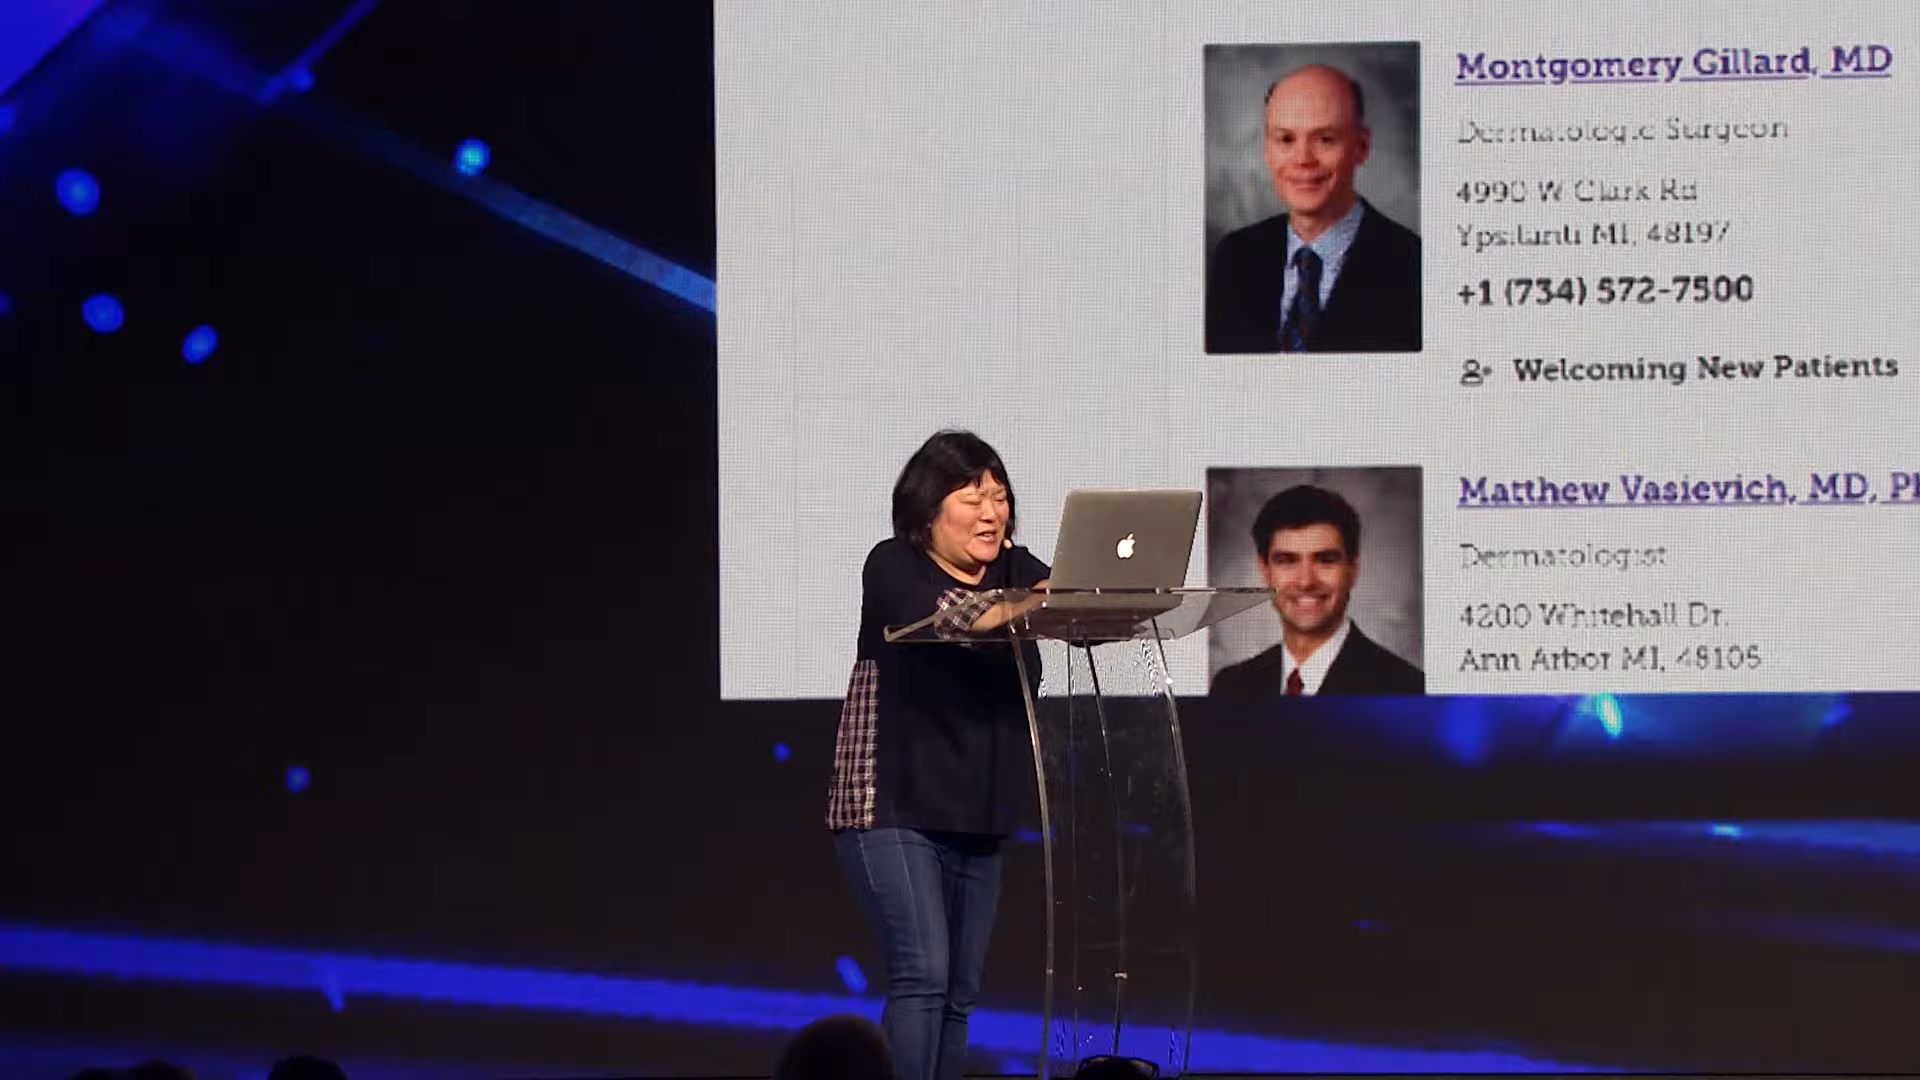 Montgomery Gillard, MD
Dermatologic Surgeon
4990 W Clark Rd
Ypsilanti MI, 48197
+1 (734) 572-7500
Welcoming New Patients
Matthew Vasievich, MD,
Dermatologist
4200 Whitehall Dr.
Ann Arbor MI, 48105